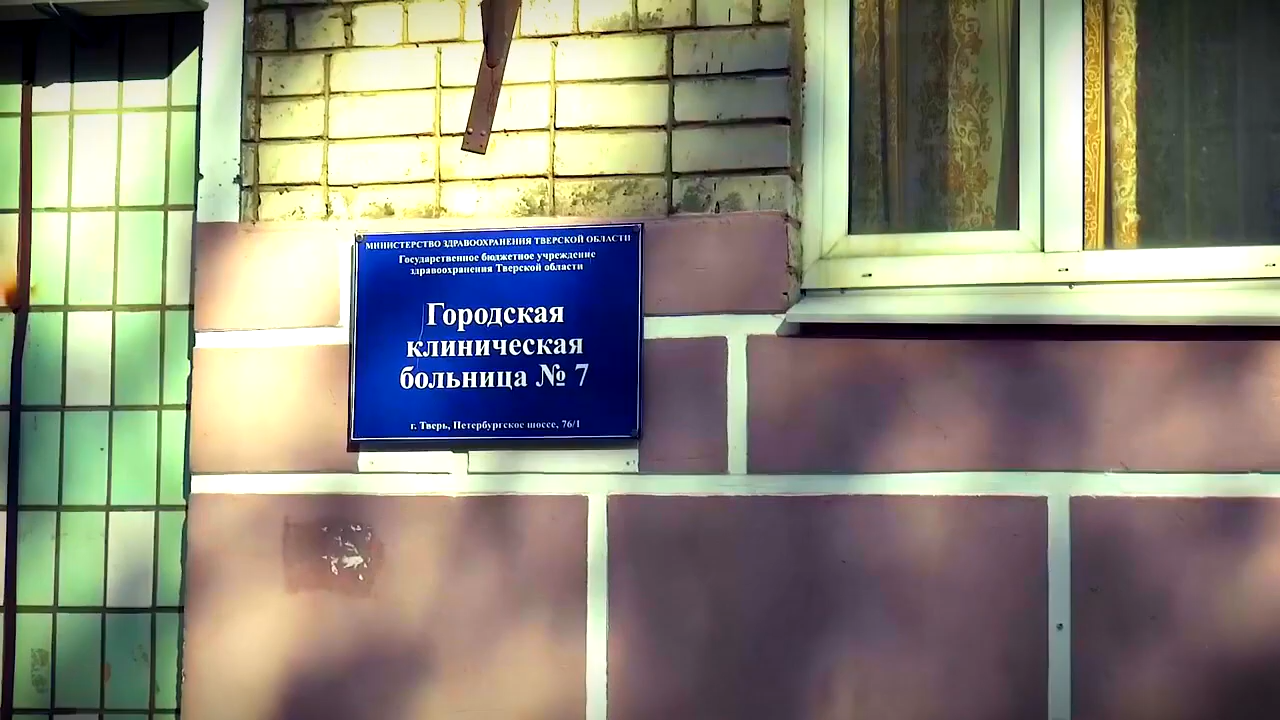 МИНИСТЕРСТВО ЗДРАВООХРАНЕНИЯ ТВЕРСКОЙ ОБЛАСТИ
Государственное бюджетное учреждение
здравоохранения Тверской области
Городская
клиническая
больница № 7
г. Тверь, Петербургское шоссе, 76/1